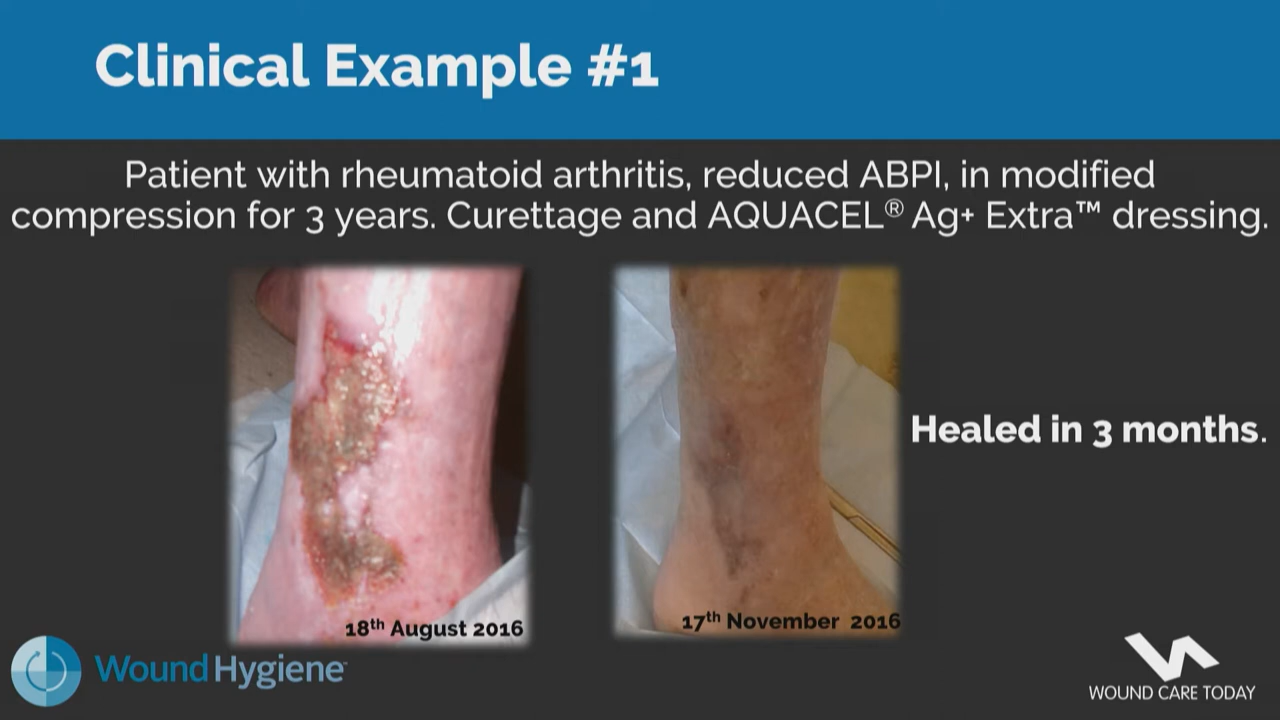 Clinical Example #1
Patient with rheumatoid arthritis, reduced ABPI, in modified
compression for 3 years. Curettage and AQUACEL® Ag+ Extra™ dressing.
Healed in 3 months.
18th August 2016
17th November 2016
WoundHygiene™
WOUND CARE TODAY